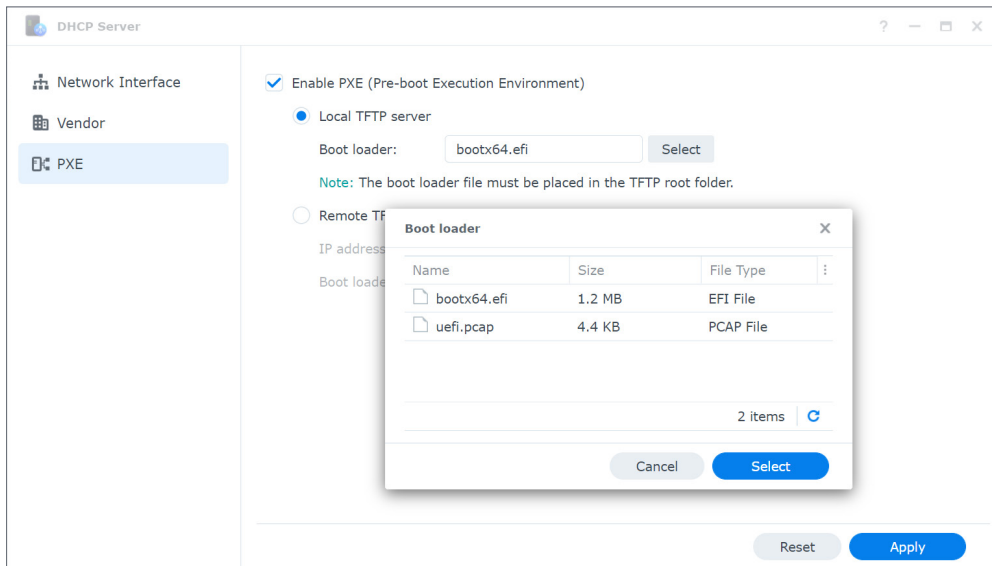 DHCP Server
?
Network Interface
Vendor
PXE
Enable PXE (Pre-boot Execution Environment)
Local TFTP server
Boot loader: bootx64.efi Select
Note: The boot loader file must be placed in the TFTP root folder.
Remote TF
IP address
Boot loade
Boot loader
Name Size File Type
bootx64.efi 1.2 MB EFI File
uefi.pcap 4.4 KB PCAP File
2 items
Cancel Select
Reset Apply